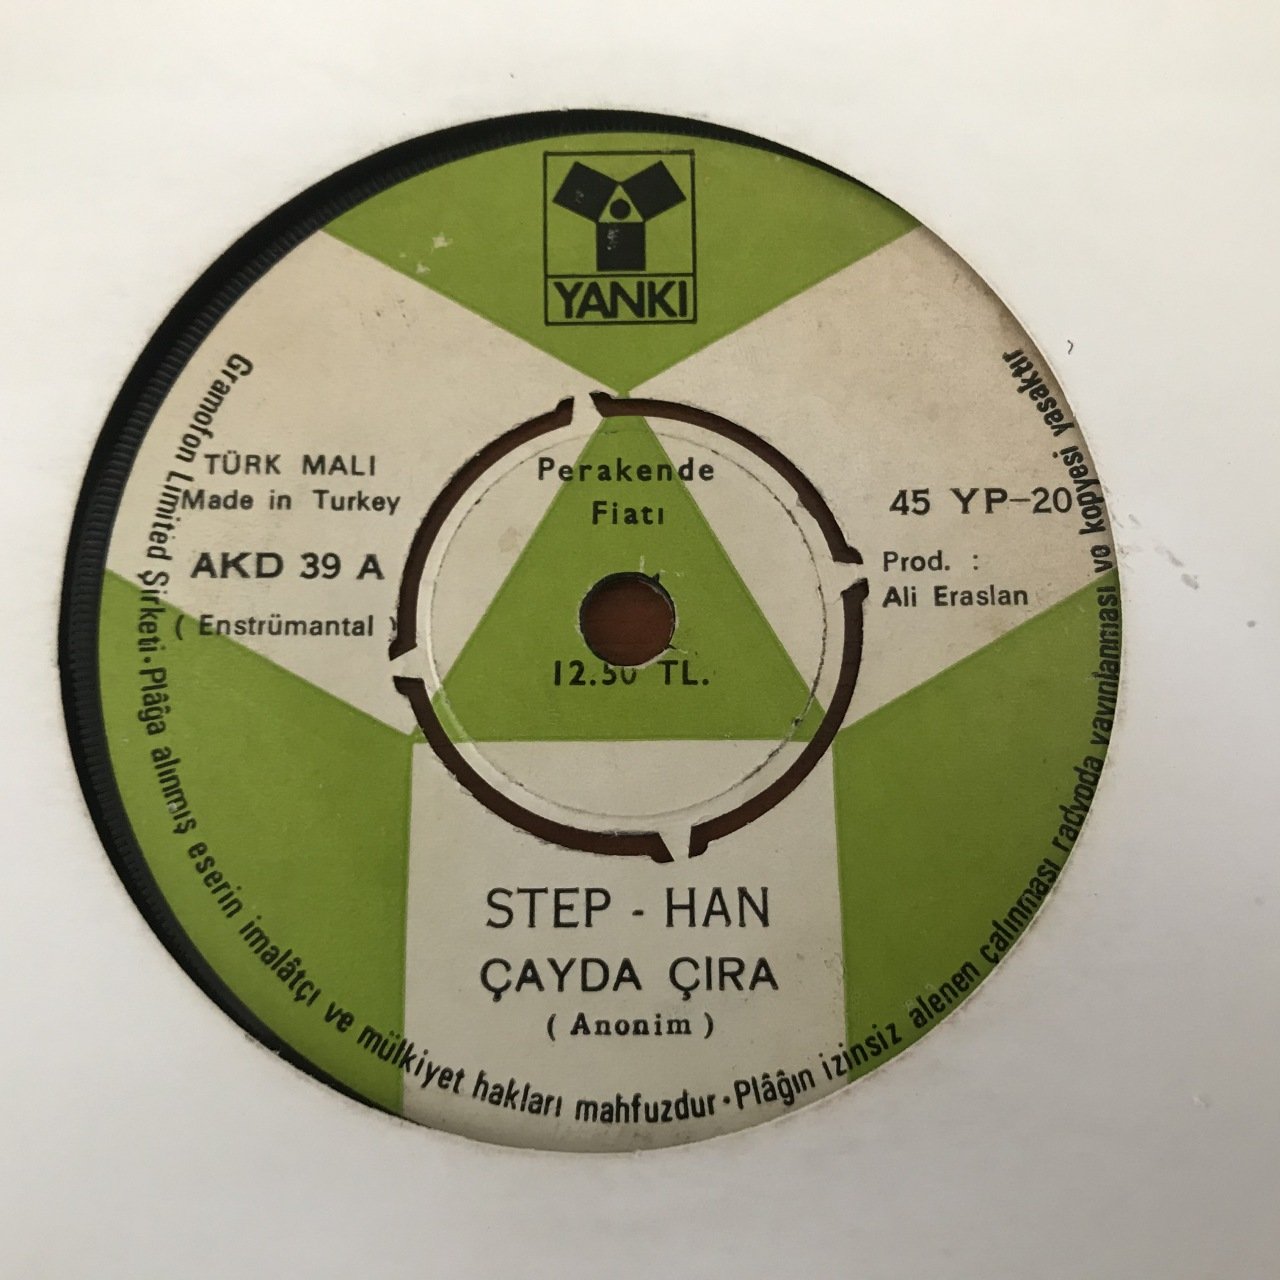 YANKI
TÜRK MALI
Made in Turkey
AKD 39 A
( Enstrümantal )
Perakende
Fiatı
12.50 TL.
45 YP-20
Prod. :
Ali Eraslan
STEP - HAN
ÇAYDA ÇIRA
( Anonim )
Gramofon Limited Şirketi · Plâğa alınmış eserin imalâtçı ve mülkiyet hakları mahfuzdur · Plâğın izinsiz alenen çalınması radyoda yayınlanması ve kopyesi yasaktır